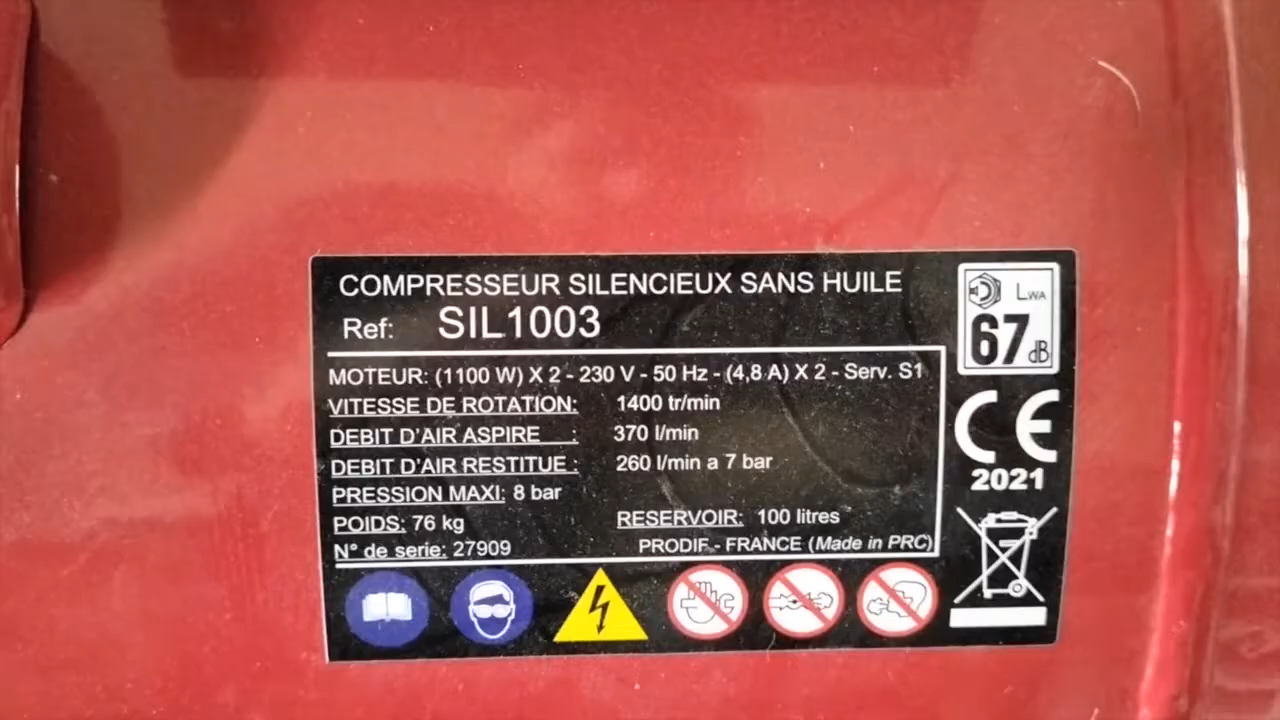 COMPRESSEUR SILENCIEUX SANS HUILE
Ref: SIL1003
LWA
67 dB
MOTEUR: (1100 W) X 2 - 230 V - 50 Hz - (4,8 A) X 2 - Serv. S1
VITESSE DE ROTATION: 1400 tr/min
DEBIT D'AIR ASPIRE : 370 l/min
DEBIT D'AIR RESTITUE : 260 l/min a 7 bar
PRESSION MAXI: 8 bar
POIDS: 76 kg
RESERVOIR: 100 litres
N° de serie: 27909
PRODIF - FRANCE (Made in PRC)
CE
2021